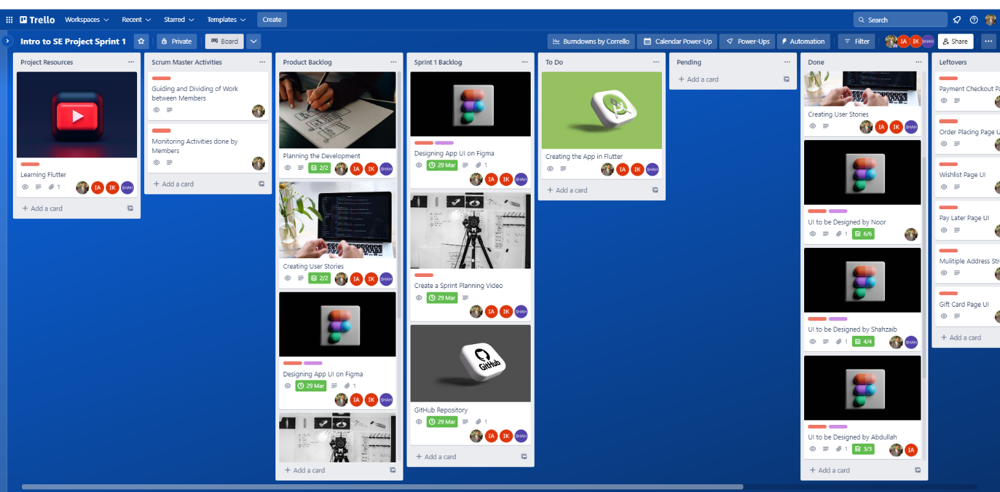 Trello
Workspaces
Recent
Starred
Templates
Create
Search
Intro to SE Project Sprint 1
Private
Board
Burndowns by Corrello
Calendar Power-Up
Power-Ups
Automation
Filter
IA
IK
SHAH
Share
Project Resources
Learning Flutter
1
IA
IK
SHAH
+ Add a card
Scrum Master Activities
Guiding and Dividing of Work
between Members
Monitoring Activities done by
Members
+ Add a card
Product Backlog
Planning the Development
2/2
IA
IK
SHAH
Creating User Stories
2/2
IA
IK
SHAH
Designing App UI on Figma
29 Mar
1
IA
IK
SHAH
+ Add a card
Sprint 1 Backlog
Designing App UI on Figma
29 Mar
1
IA
IK
SHAH
Create a Sprint Planning Video
29 Mar
IA
IK
SHAH
GitHub
GitHub Repository
29 Mar
1
IA
IK
SHAH
+ Add a card
To Do
Creating the App in Flutter
IA
IK
SHAH
+ Add a card
Pending
+ Add a card
Done
Creating User Stories
IA
IK
SHAH
UI to be Designed by Noor
1
6/6
UI to be Designed by Shahzaib
1
4/4
SHAH
UI to be Designed by Abdullah
1
3/3
IA
+ Add a card
Leftovers
Payment Checkout Pa
Order Placing Page U
Wishlist Page UI
Pay Later Page UI
Mulitiple Address Str
Gift Card Page UI
+ Add a card